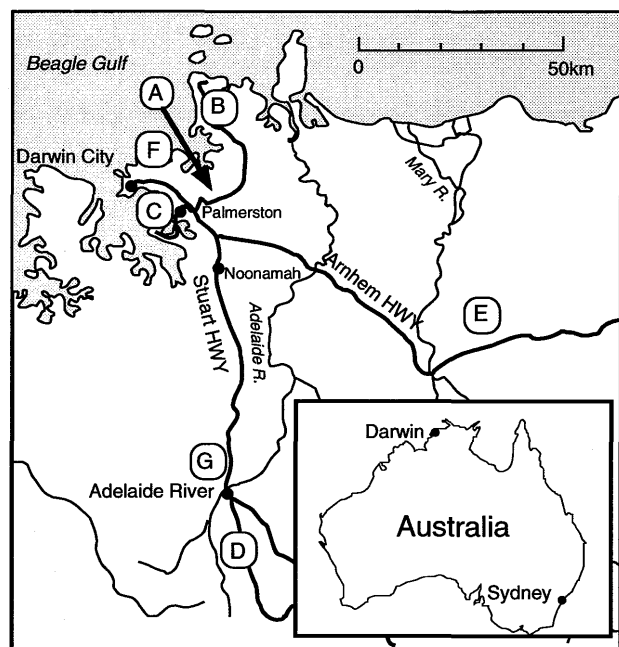 Beagle Gulf
0 50km
A
B
F
Darwin City
Mary R.
C
Palmerston
Noonamah
Arnhem HWY
Stuart HWY
Adelaide R.
E
G
Adelaide River
D
Darwin
Australia
Sydney